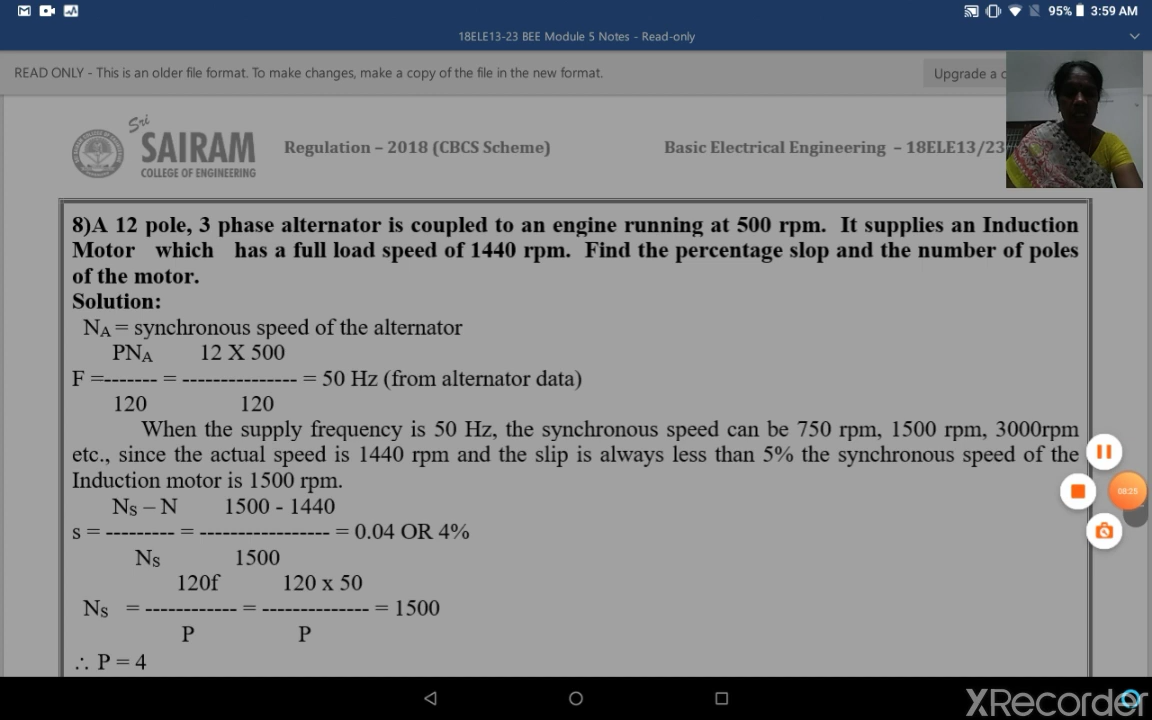 95% 3:59 AM
18ELE13-23 BEE Module 5 Notes - Read-only
READ ONLY - This is an older file format. To make changes, make a copy of the file in the new format.
Upgrade a c
Sri
SAIRAM
COLLEGE OF ENGINEERING
Regulation – 2018 (CBCS Scheme)
Basic Electrical Engineering – 18ELE13/23
8)A 12 pole, 3 phase alternator is coupled to an engine running at 500 rpm. It supplies an Induction
Motor which has a full load speed of 1440 rpm. Find the percentage slop and the number of poles
of the motor.
Solution:
NA = synchronous speed of the alternator
PNA 12 X 500
F =------- = --------------- = 50 Hz (from alternator data)
120 120
When the supply frequency is 50 Hz, the synchronous speed can be 750 rpm, 1500 rpm, 3000rpm
etc., since the actual speed is 1440 rpm and the slip is always less than 5% the synchronous speed of the
Induction motor is 1500 rpm.
NS – N 1500 - 1440
s = --------- = ----------------- = 0.04 OR 4%
NS 1500
120f 120 x 50
NS = ------------ = -------------- = 1500
P P
∴ P = 4
08:25
XRecorder